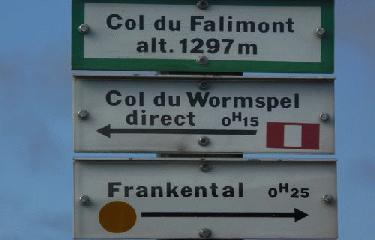 Col du Falimont
alt. 1297 m
Col du Wormspel
direct 0H15
Frankental 0H25